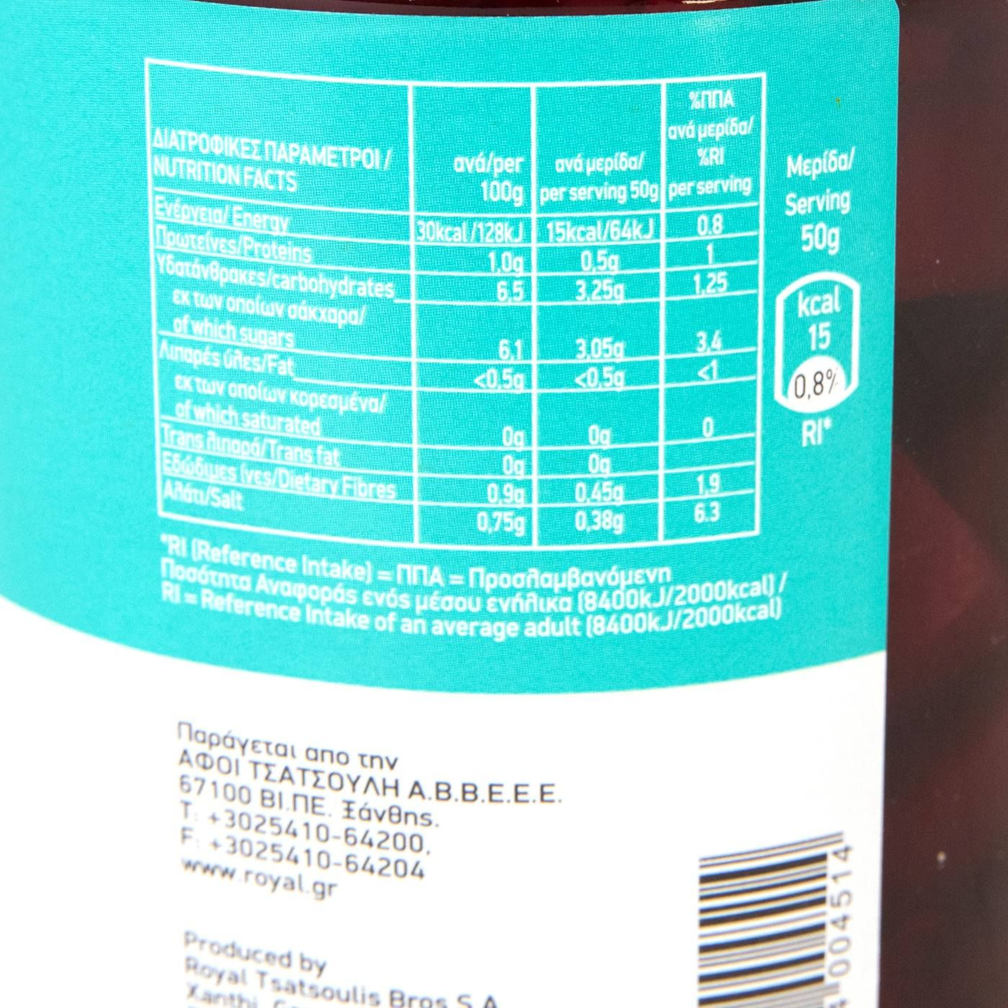 ΔΙΑΤΡΟΦΙΚΕΣ ΠΑΡΑΜΕΤΡΟΙ /
NUTRITION FACTS
ανά/per
100g
ανά μερίδα/
per serving 50g
%ΠΠΑ
ανά μερίδα/
%RI
per serving
Ενέργεια/Energy 30kcal/128kJ 15kcal/64kJ 0.8
Πρωτεΐνες/Proteins 1,0g 0,5g 1
Υδατάνθρακες/carbohydrates 6,5 3,25g 1,25
εκ των οποίων σάκχαρα/
of which sugars 6,1 3,05g 3,4
Λιπαρές ύλες/Fat <0,5g <0,5g <1
εκ των οποίων κορεσμένα/
of which saturated 0g 0g 0
Trans λιπαρά/Trans fat 0g 0g
Εδώδιμες ίνες/Dietary Fibres 0,9g 0,45g 1,9
Αλάτι/Salt 0,75g 0,38g 6.3
Μερίδα/
Serving
50g
kcal
15
0,8%
RI*
*RI (Reference Intake) = ΠΠΑ = Προσλαμβανόμενη
Ποσότητα Αναφοράς ενός μέσου ενήλικα (8400kJ/2000kcal) /
RI = Reference Intake of an average adult (8400kJ/2000kcal)
Παράγεται απο την
ΑΦΟΙ ΤΣΑΤΣΟΥΛΗ Α.Β.Β.Ε.Ε.Ε.
67100 ΒΙ.ΠΕ. Ξάνθης.
T: +3025410-64200,
F: +3025410-64204
www.royal.gr
Produced by
Royal Tsatsoulis Bros S.A.
Xanthi,
004514